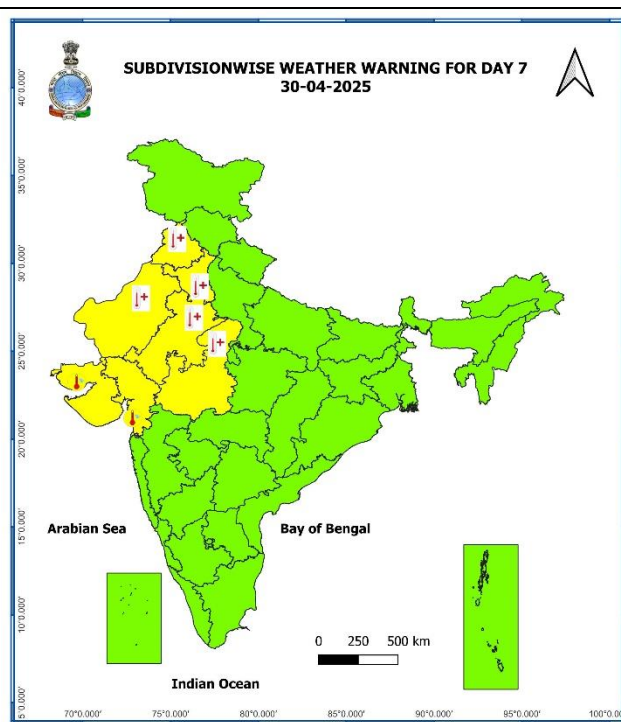 SUBDIVISIONWISE WEATHER WARNING FOR DAY 7
30-04-2025
40°0.000'
35°0.000'
30°0.000'
25°0.000'
20°0.000'
15°0.000'
10°0.000'
5°0.000'
Arabian Sea
Bay of Bengal
0 250 500 km
Indian Ocean
70°0.000' 75°0.000' 80°0.000' 85°0.000' 90°0.000' 95°0.000' 100°0.0